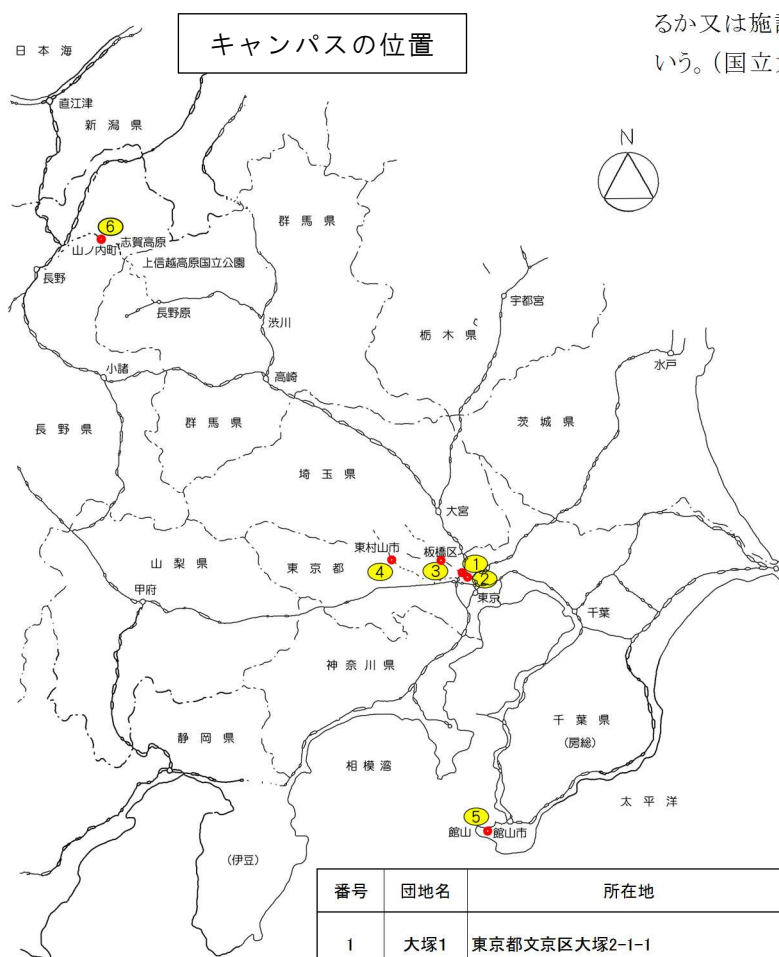 キャンパスの位置
るか又は施設
いう。(国立
日本海
直江津
新潟県
N
群馬県
6
志賀高原
山ノ内町
上信越高原国立公園
長野
長野原
渋川
宇都宮
栃木県
水戸
小諸
高崎
長野県
群馬県
茨城県
埼玉県
大宮
東村山市
板橋区
1
山梨県
東京都
4
3
2
東京
甲府
千葉
神奈川県
千葉県
(房総)
静岡県
相模湾
太平洋
5
館山
館山市
(伊豆)
番号 団地名 所在地
1 大塚1 東京都文京区大塚2-1-1